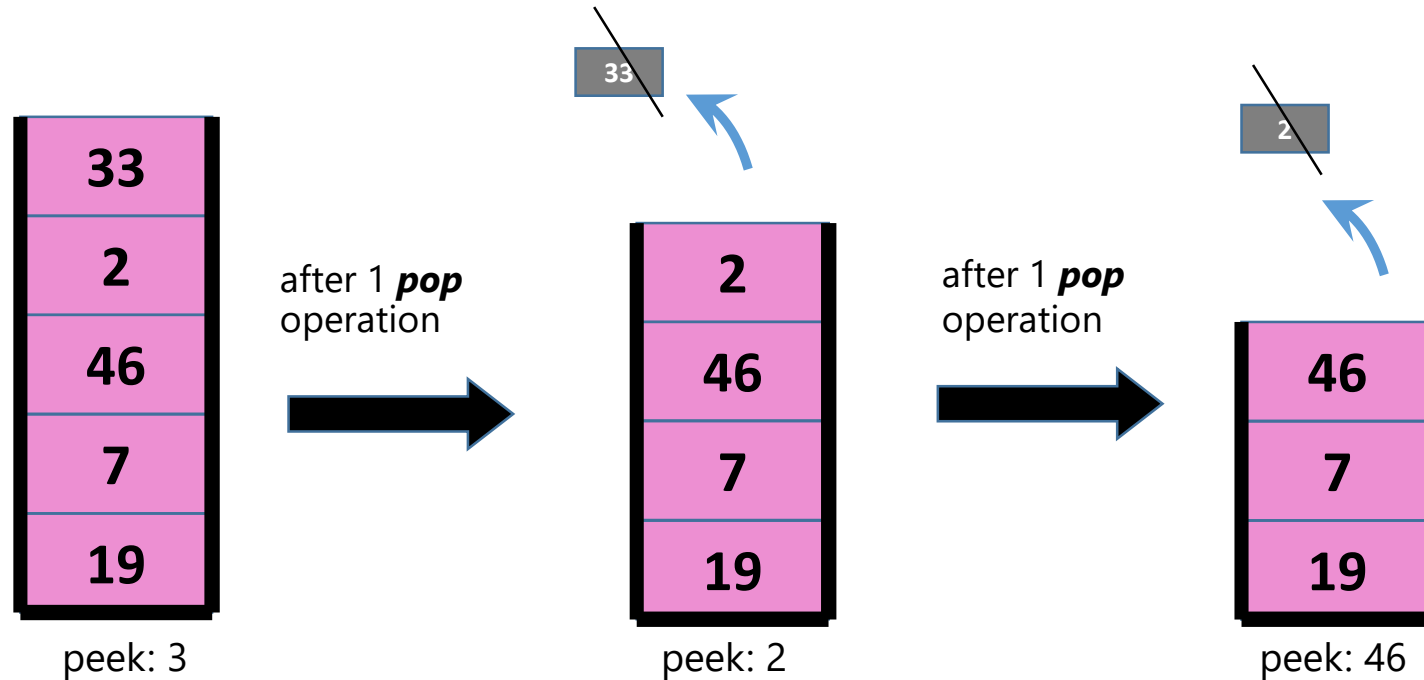 33
2
46
7
19
peek: 3
after 1 pop
operation
33
2
46
7
19
peek: 2
after 1 pop
operation
2
46
7
19
peek: 46